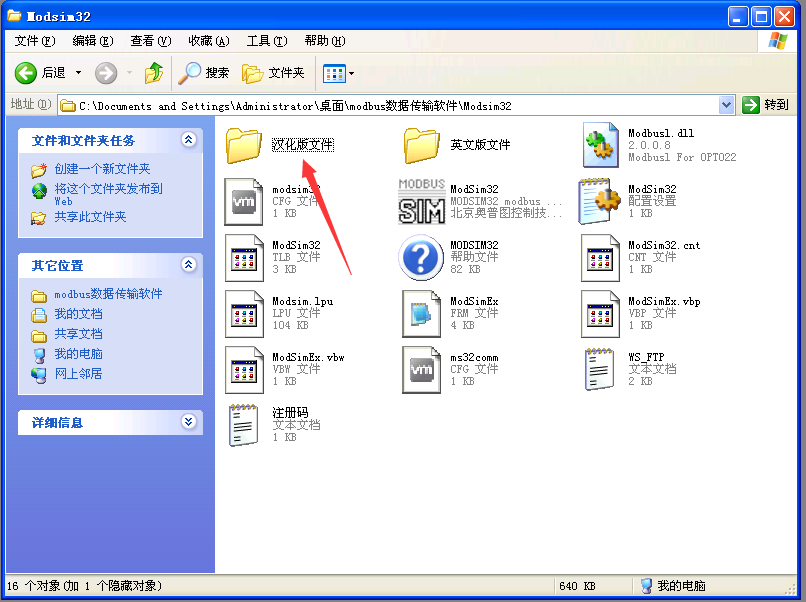 Modsim32
文件(F) 编辑(E) 查看(V) 收藏(A) 工具(T) 帮助(H)
后退 搜索 文件夹
地址(D) C:\Documents and Settings\Administrator\桌面\modbus数据传输软件\Modsim32 转到
文件和文件夹任务
创建一个新文件夹
将这个文件夹发布到
Web
共享此文件夹
其它位置
modbus数据传输软件
我的文档
共享文档
我的电脑
网上邻居
详细信息
汉化版文件
英文版文件
Modbusl.dll
2.0.0.8
Modbusl For OPTO22
modsim32
CFG 文件
1 KB
MODBUS
SIM
ModSim32
MODSIM32 modbus ...
北京奥普图控制技...
ModSim32
配置设置
1 KB
ModSim32
TLB 文件
3 KB
MODSIM32
帮助文件
82 KB
ModSim32.cnt
CNT 文件
1 KB
Modsim.lpu
LPU 文件
104 KB
ModSimEx
FRM 文件
4 KB
ModSimEx.vbp
VBP 文件
1 KB
ModSimEx.vbw
VBW 文件
1 KB
vm
ms32comm
CFG 文件
1 KB
WS_FTP
文本文档
2 KB
注册码
文本文档
1 KB
16 个对象(加 1 个隐藏对象) 640 KB 我的电脑